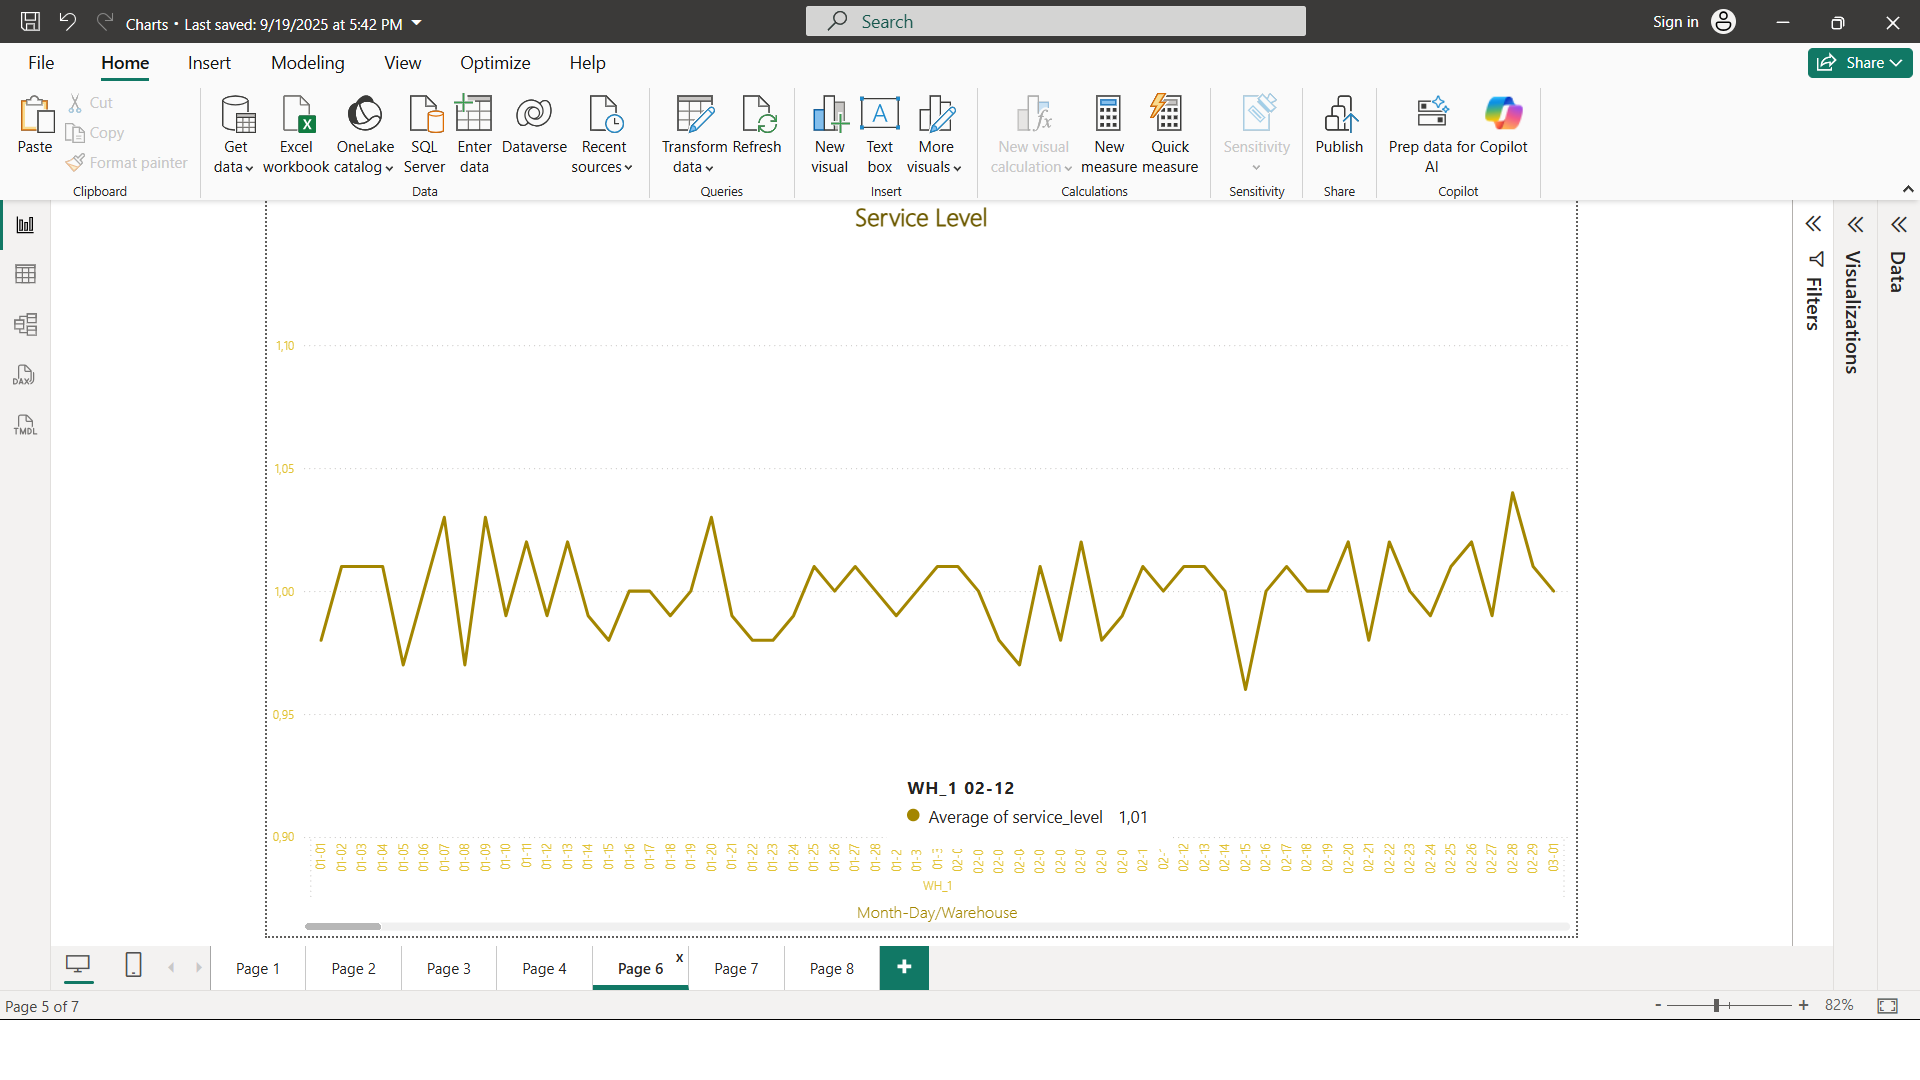 Charts • Last saved: 9/19/2025 at 5:42 PM
Search
Sign in
File Home Insert Modeling View Optimize Help
Share
Paste
Cut
Copy
Format painter
Clipboard
Get data
Excel workbook
OneLake catalog
SQL Server
Enter data
Dataverse
Recent sources
Data
Transform data
Refresh
Queries
New visual
Text box
More visuals
Insert
New visual calculation
New measure
Quick measure
Calculations
Sensitivity
Sensitivity
Publish
Share
Prep data for AI
Copilot
Copilot
DAX
TMDL
Filters
Visualizations
Data
Service Level
1,10
1,05
1,00
0,95
0,90
WH_1 02-12
Average of service_level 1,01
01-01 01-02 01-03 01-04 01-05 01-06 01-07 01-08 01-09 01-10 01-11 01-12 01-13 01-14 01-15 01-16 01-17 01-18 01-19 01-20 01-21 01-22 01-23 01-24 01-25 01-26 01-27 01-28 01-2 01-3 01-3 02-0 02-0 02-0 02-0 02-0 02-0 02-0 02-0 02-0 02-1 02-1 02-12 02-13 02-14 02-15 02-16 02-17 02-18 02-19 02-20 02-21 02-22 02-23 02-24 02-25 02-26 02-27 02-28 02-29 03-01
WH_1
Month-Day/Warehouse
Page 1 Page 2 Page 3 Page 4 Page 6 x Page 7 Page 8 +
Page 5 of 7
- + 82%